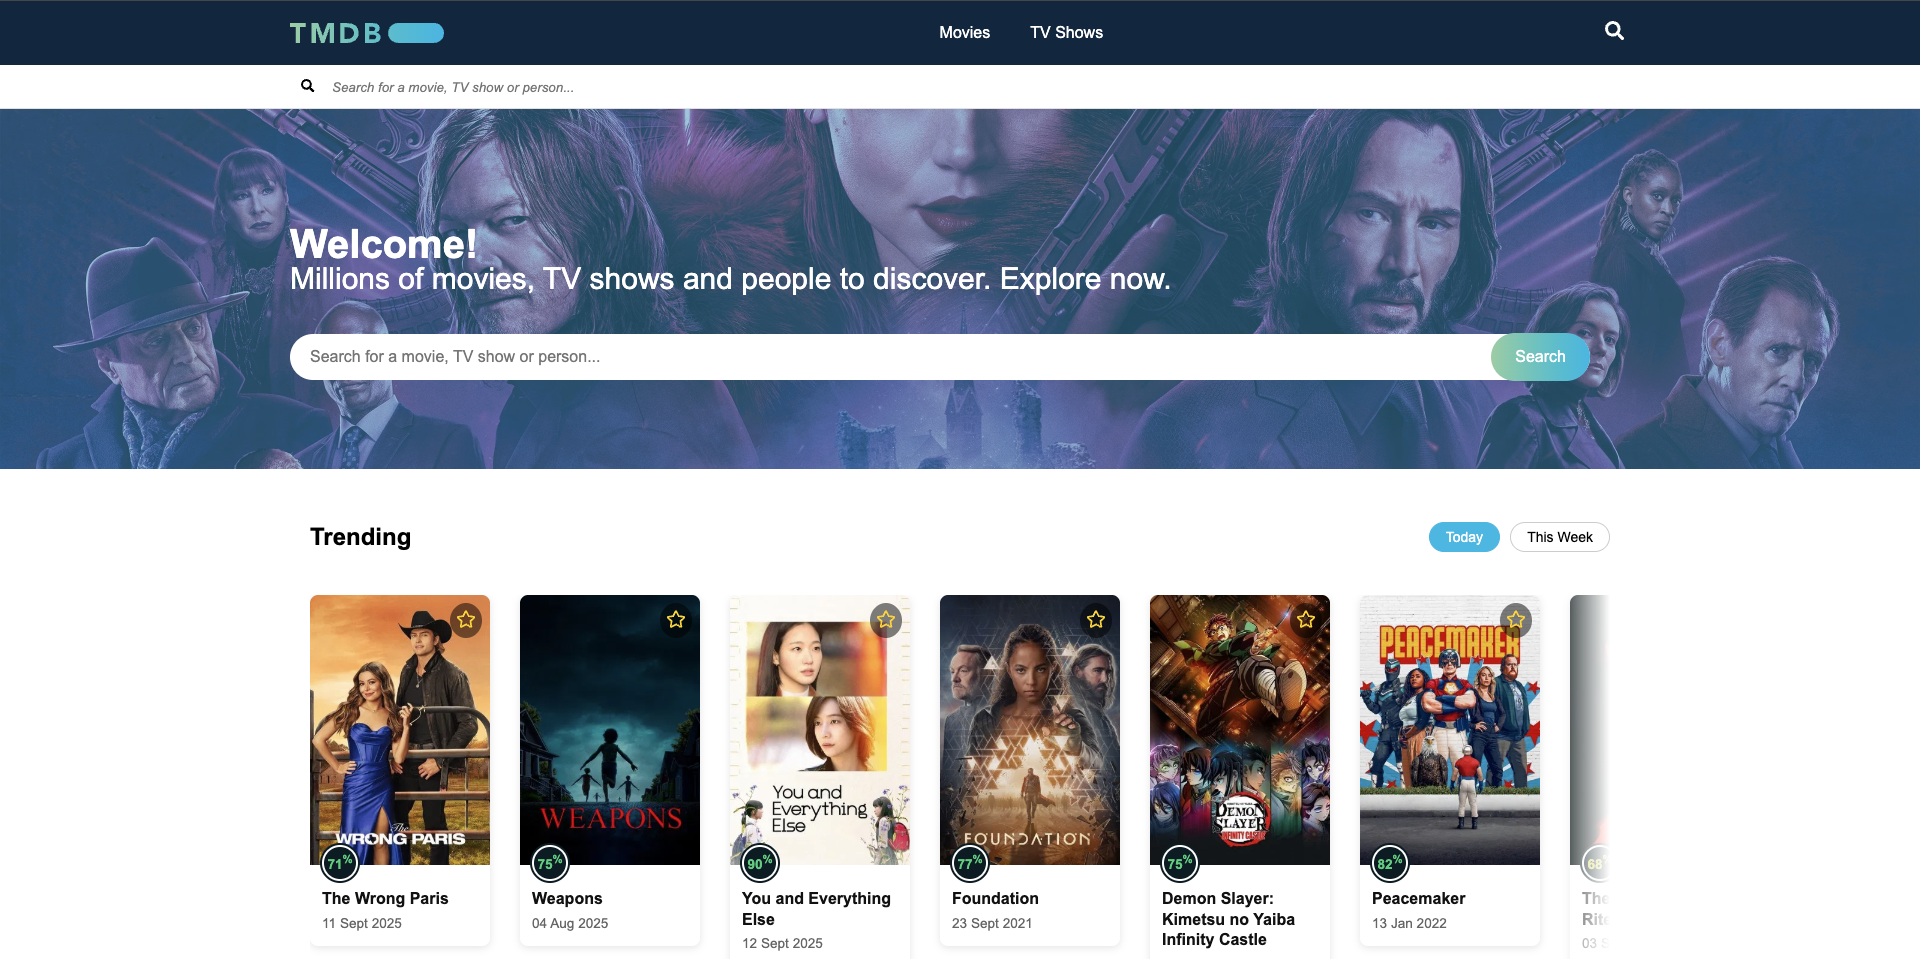 TMDB
Movies
TV Shows
Search for a movie, TV show or person...
Welcome!
Millions of movies, TV shows and people to discover. Explore now.
Search for a movie, TV show or person...
Search
Trending
Today
This Week
The
WRONG PARIS
WEAPONS
You and
Everything
Else
FOUNDATION
DEMON
SLAYER
INFINITY CASTLE
PEACEMAKER
71%
75%
90%
77%
75%
82%
68
The Wrong Paris
11 Sept 2025
Weapons
04 Aug 2025
You and Everything
Else
12 Sept 2025
Foundation
23 Sept 2021
Demon Slayer:
Kimetsu no Yaiba
Infinity Castle
Peacemaker
13 Jan 2022
The
Rite
03 S